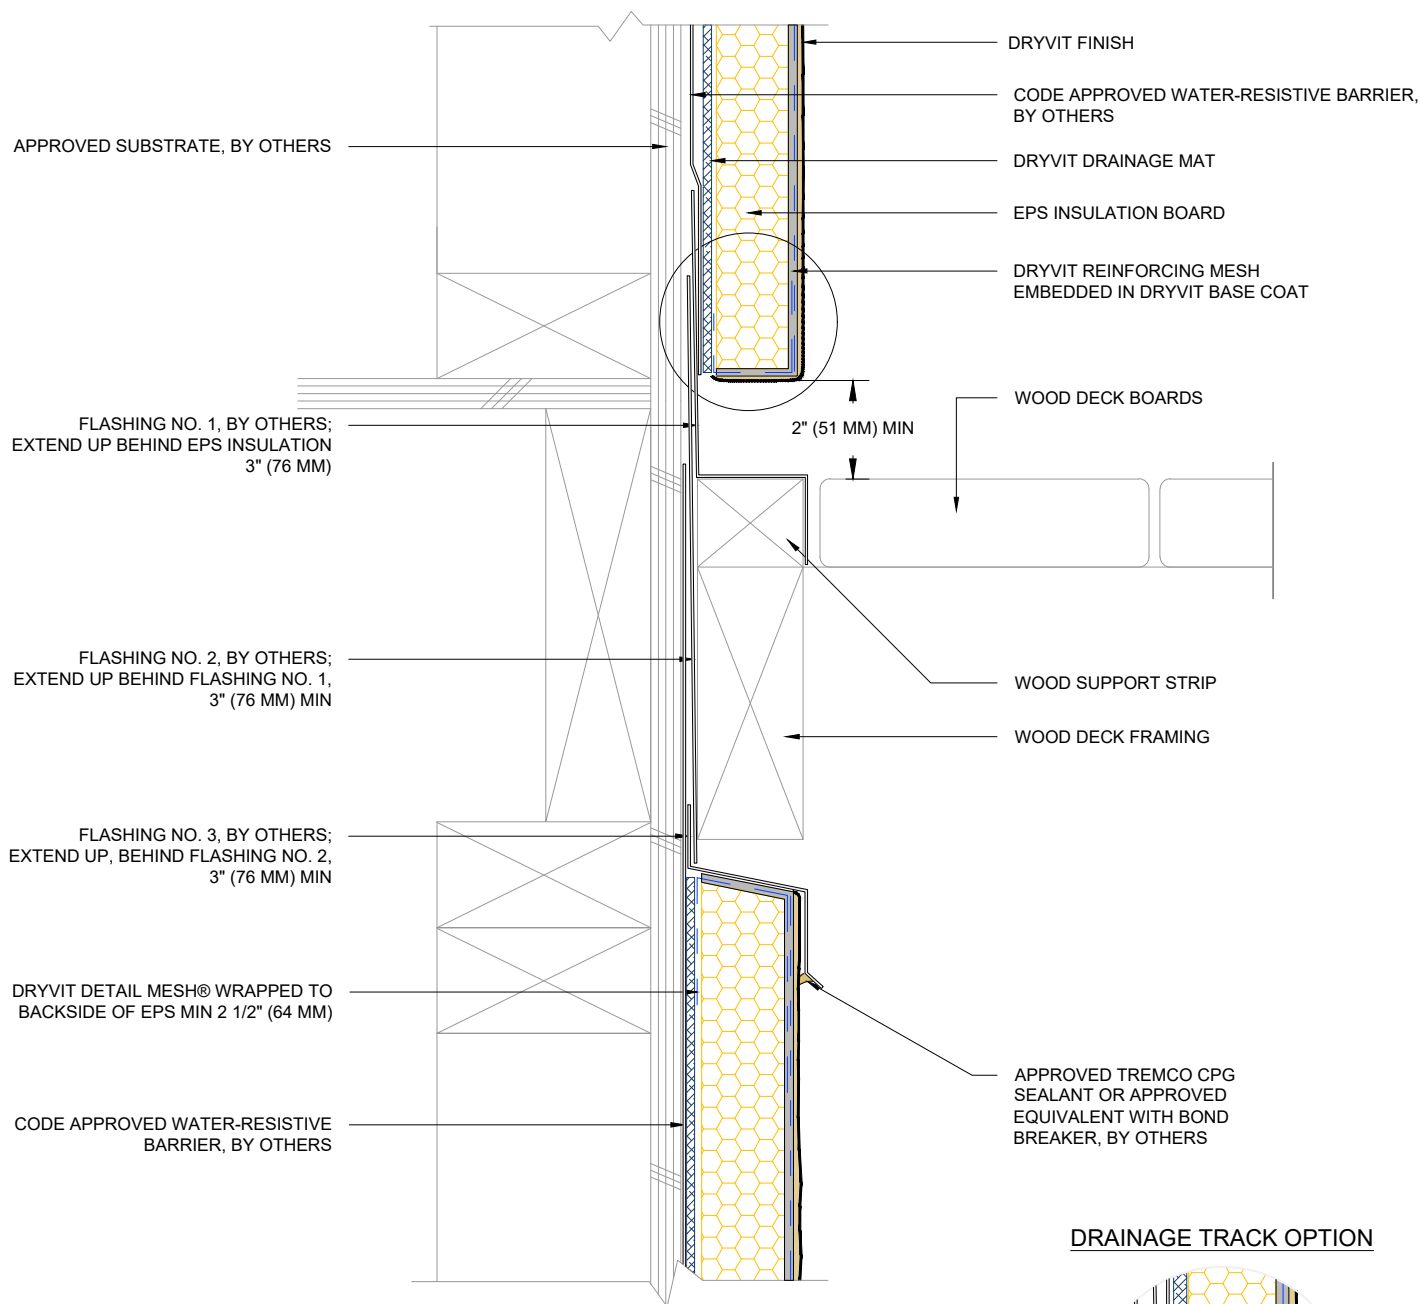 DRYVIT FINISH
CODE APPROVED WATER-RESISTIVE BARRIER,
BY OTHERS
APPROVED SUBSTRATE, BY OTHERS
DRYVIT DRAINAGE MAT
EPS INSULATION BOARD
DRYVIT REINFORCING MESH
EMBEDDED IN DRYVIT BASE COAT
WOOD DECK BOARDS
FLASHING NO. 1, BY OTHERS;
EXTEND UP BEHIND EPS INSULATION
3" (76 MM)
2" (51 MM) MIN
FLASHING NO. 2, BY OTHERS;
EXTEND UP BEHIND FLASHING NO. 1,
3" (76 MM) MIN
WOOD SUPPORT STRIP
WOOD DECK FRAMING
FLASHING NO. 3, BY OTHERS;
EXTEND UP, BEHIND FLASHING NO. 2,
3" (76 MM) MIN
DRYVIT DETAIL MESH® WRAPPED TO
BACKSIDE OF EPS MIN 2 1/2" (64 MM)
APPROVED TREMCO CPG
SEALANT OR APPROVED
EQUIVALENT WITH BOND
BREAKER, BY OTHERS
CODE APPROVED WATER-RESISTIVE
BARRIER, BY OTHERS
DRAINAGE TRACK OPTION